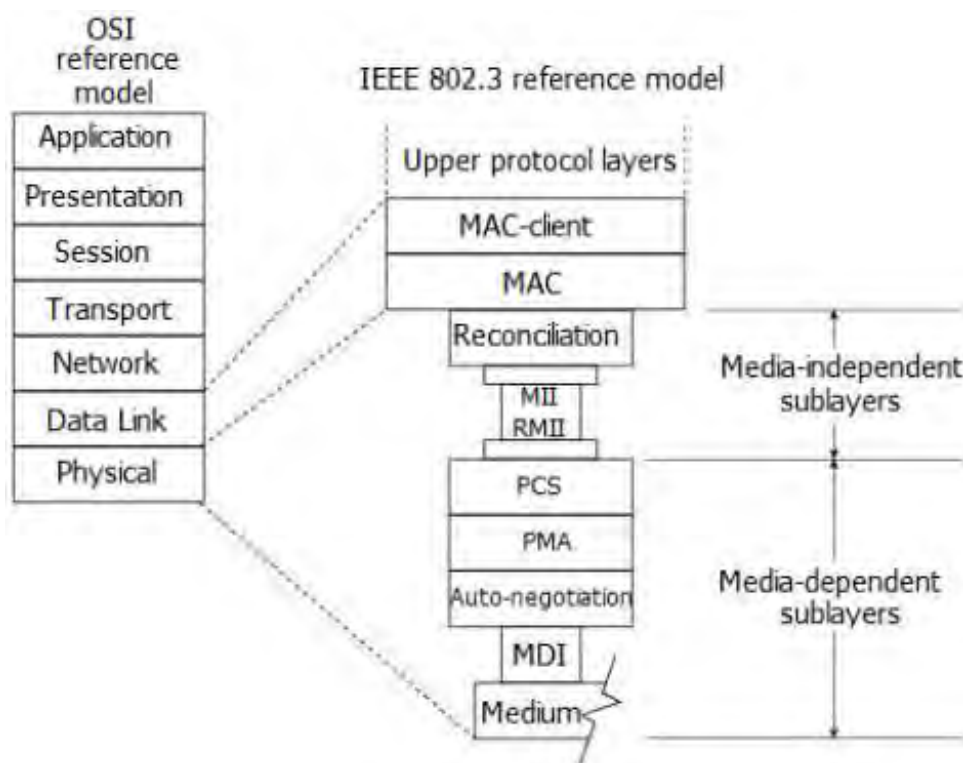 OSI
reference
model
Application
Presentation
Session
Transport
Network
Data Link
Physical
IEEE 802.3 reference model
Upper protocol layers
MAC-client
MAC
Reconciliation
MII
RMII
PCS
PMA
Auto-negotiation
MDI
Medium
Media-independent
sublayers
Media-dependent
sublayers